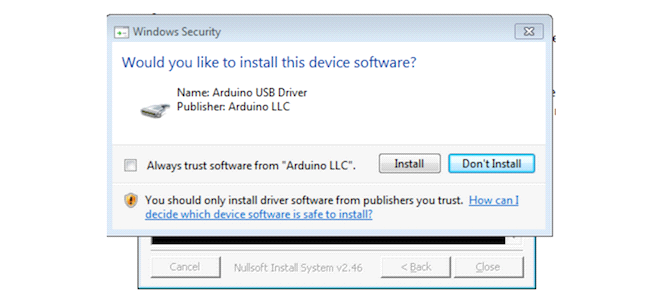 Windows Security
Would you like to install this device software?
Name: Arduino USB Driver
Publisher: Arduino LLC
Always trust software from "Arduino LLC".
Install
Don't Install
You should only install driver software from publishers you trust. How can I
decide which device software is safe to install?
Cancel
Nullsoft Install System v2.46
< Back
Close